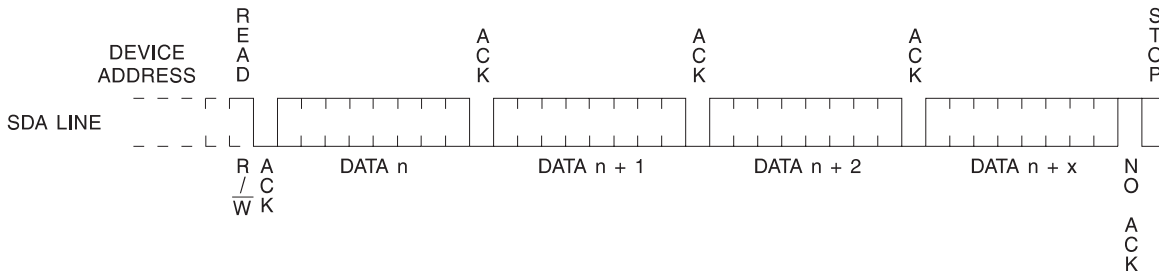 DEVICE
ADDRESS
READ
ACK
ACK
ACK
STOP
SDA LINE
R/W
ACK
DATA n
DATA n + 1
DATA n + 2
DATA n + x
NO ACK